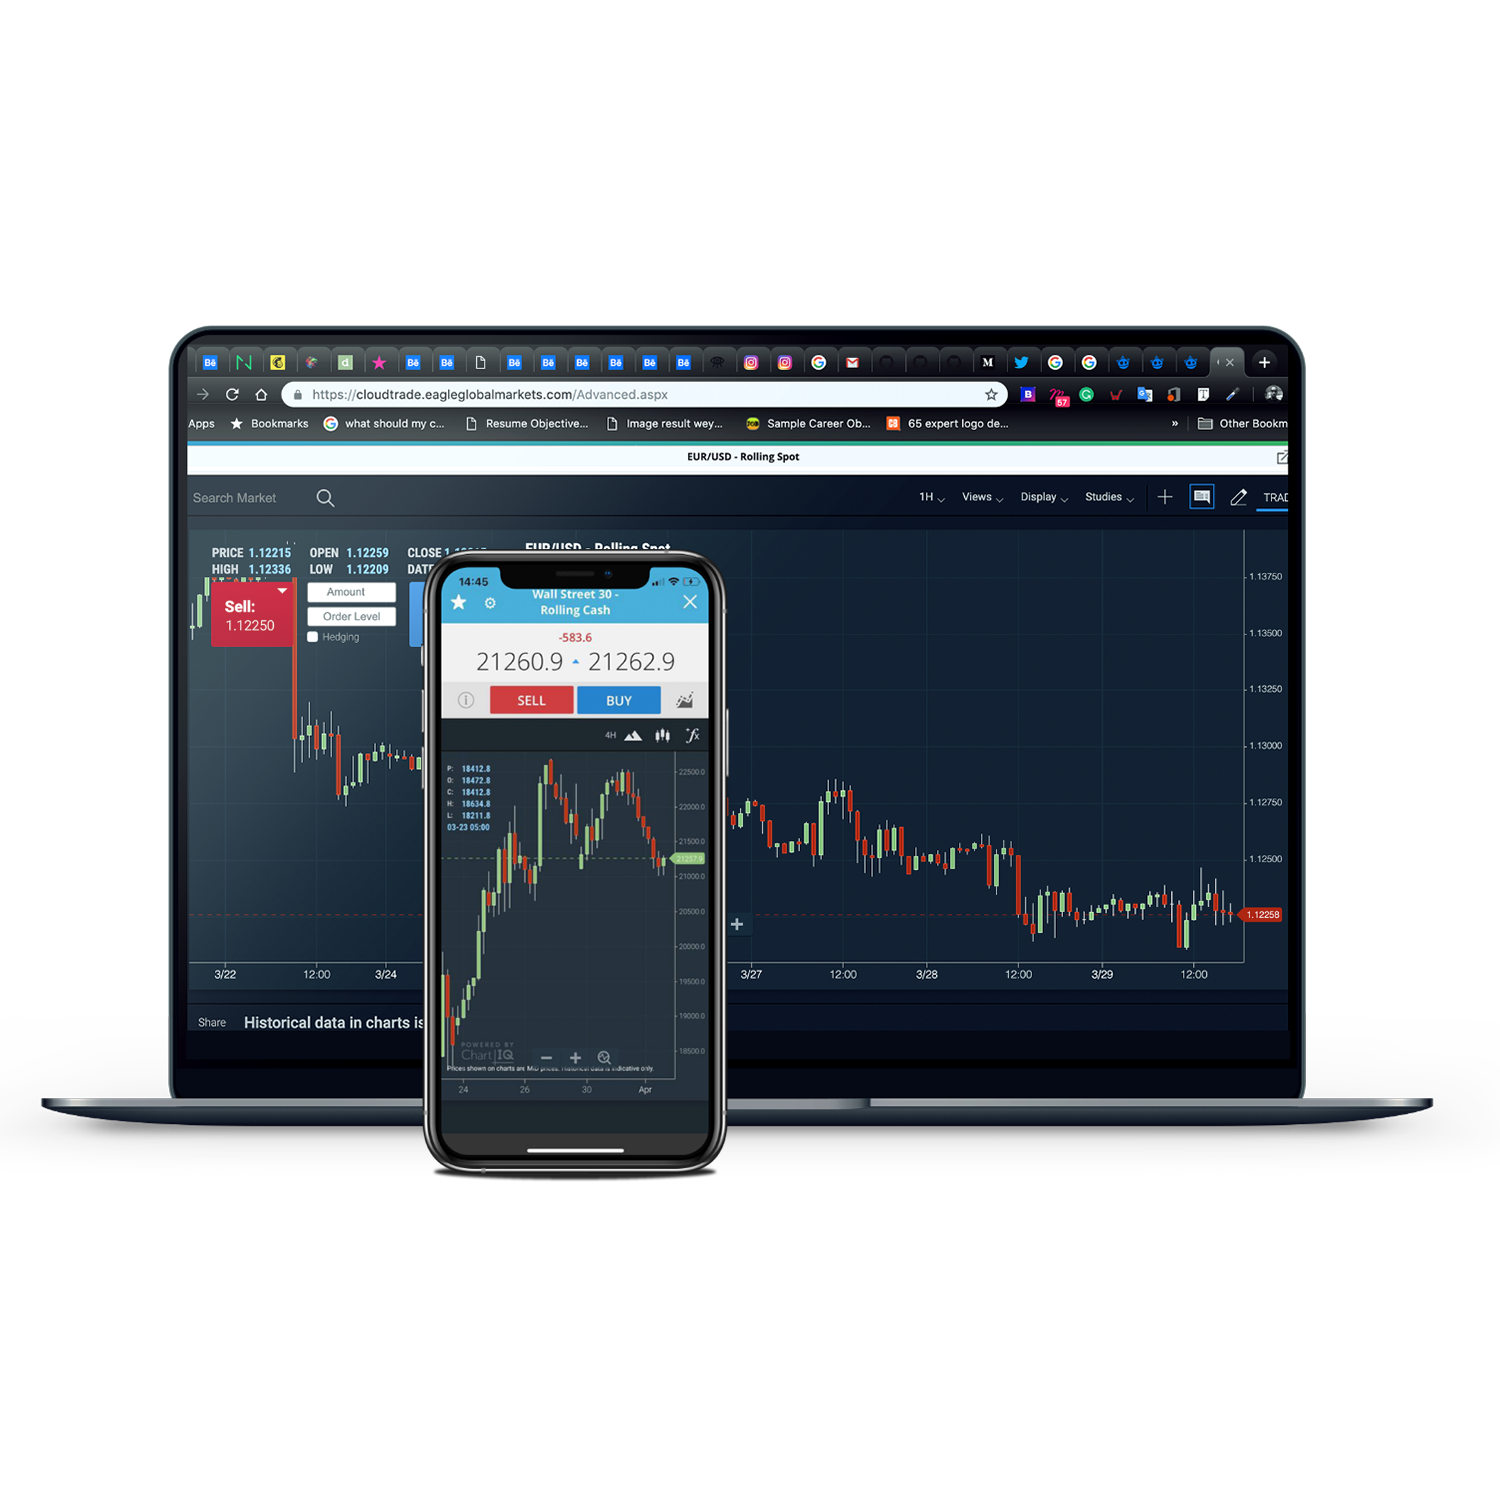 https://cloudtrade.eagleglobalmarkets.com/Advanced.aspx
57
Apps Bookmarks what should my c... Resume Objective... Image result wey... Sample Career Ob... 65 expert logo de... » Other Bookm
EUR/USD - Rolling Spot
Search Market 1H Views Display Studies TRAD
PRICE 1.12215 OPEN 1.12259 CLOSE
EUR/USD - Rolling Spot
HIGH 1.12336 LOW 1.12209 DATE
Sell:
1.12250
Amount
Order Level
Hedging
1.13750
1.13500
1.13250
1.13000
1.12750
1.12500
1.12258
3/22 12:00 3/24 3/27 12:00 3/28 12:00 3/29 12:00
Share Historical data in charts is
14:45
Wall Street 30 -
Rolling Cash
-583.6
21260.9 21262.9
SELL BUY
4H fx
P: 18412.8
O: 18472.8
C: 18412.8
H: 18634.8
L: 18211.8
03-23 05:00
22500.0
22000.0
21500.0
21257.9
21000.0
20500.0
20000.0
19500.0
19000.0
18500.0
POWERED BY
Chart IQ
Prices shown on charts are MID prices. Historical data is indicative only.
24 26 30 Apr